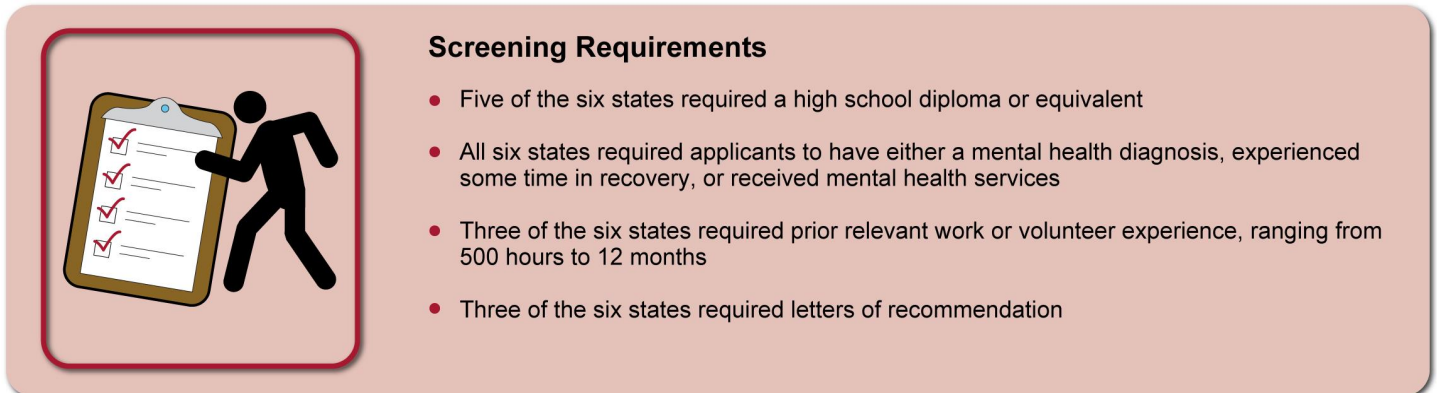 Screening Requirements
● Five of the six states required a high school diploma or equivalent
● All six states required applicants to have either a mental health diagnosis, experienced
some time in recovery, or received mental health services
● Three of the six states required prior relevant work or volunteer experience, ranging from
500 hours to 12 months
● Three of the six states required letters of recommendation